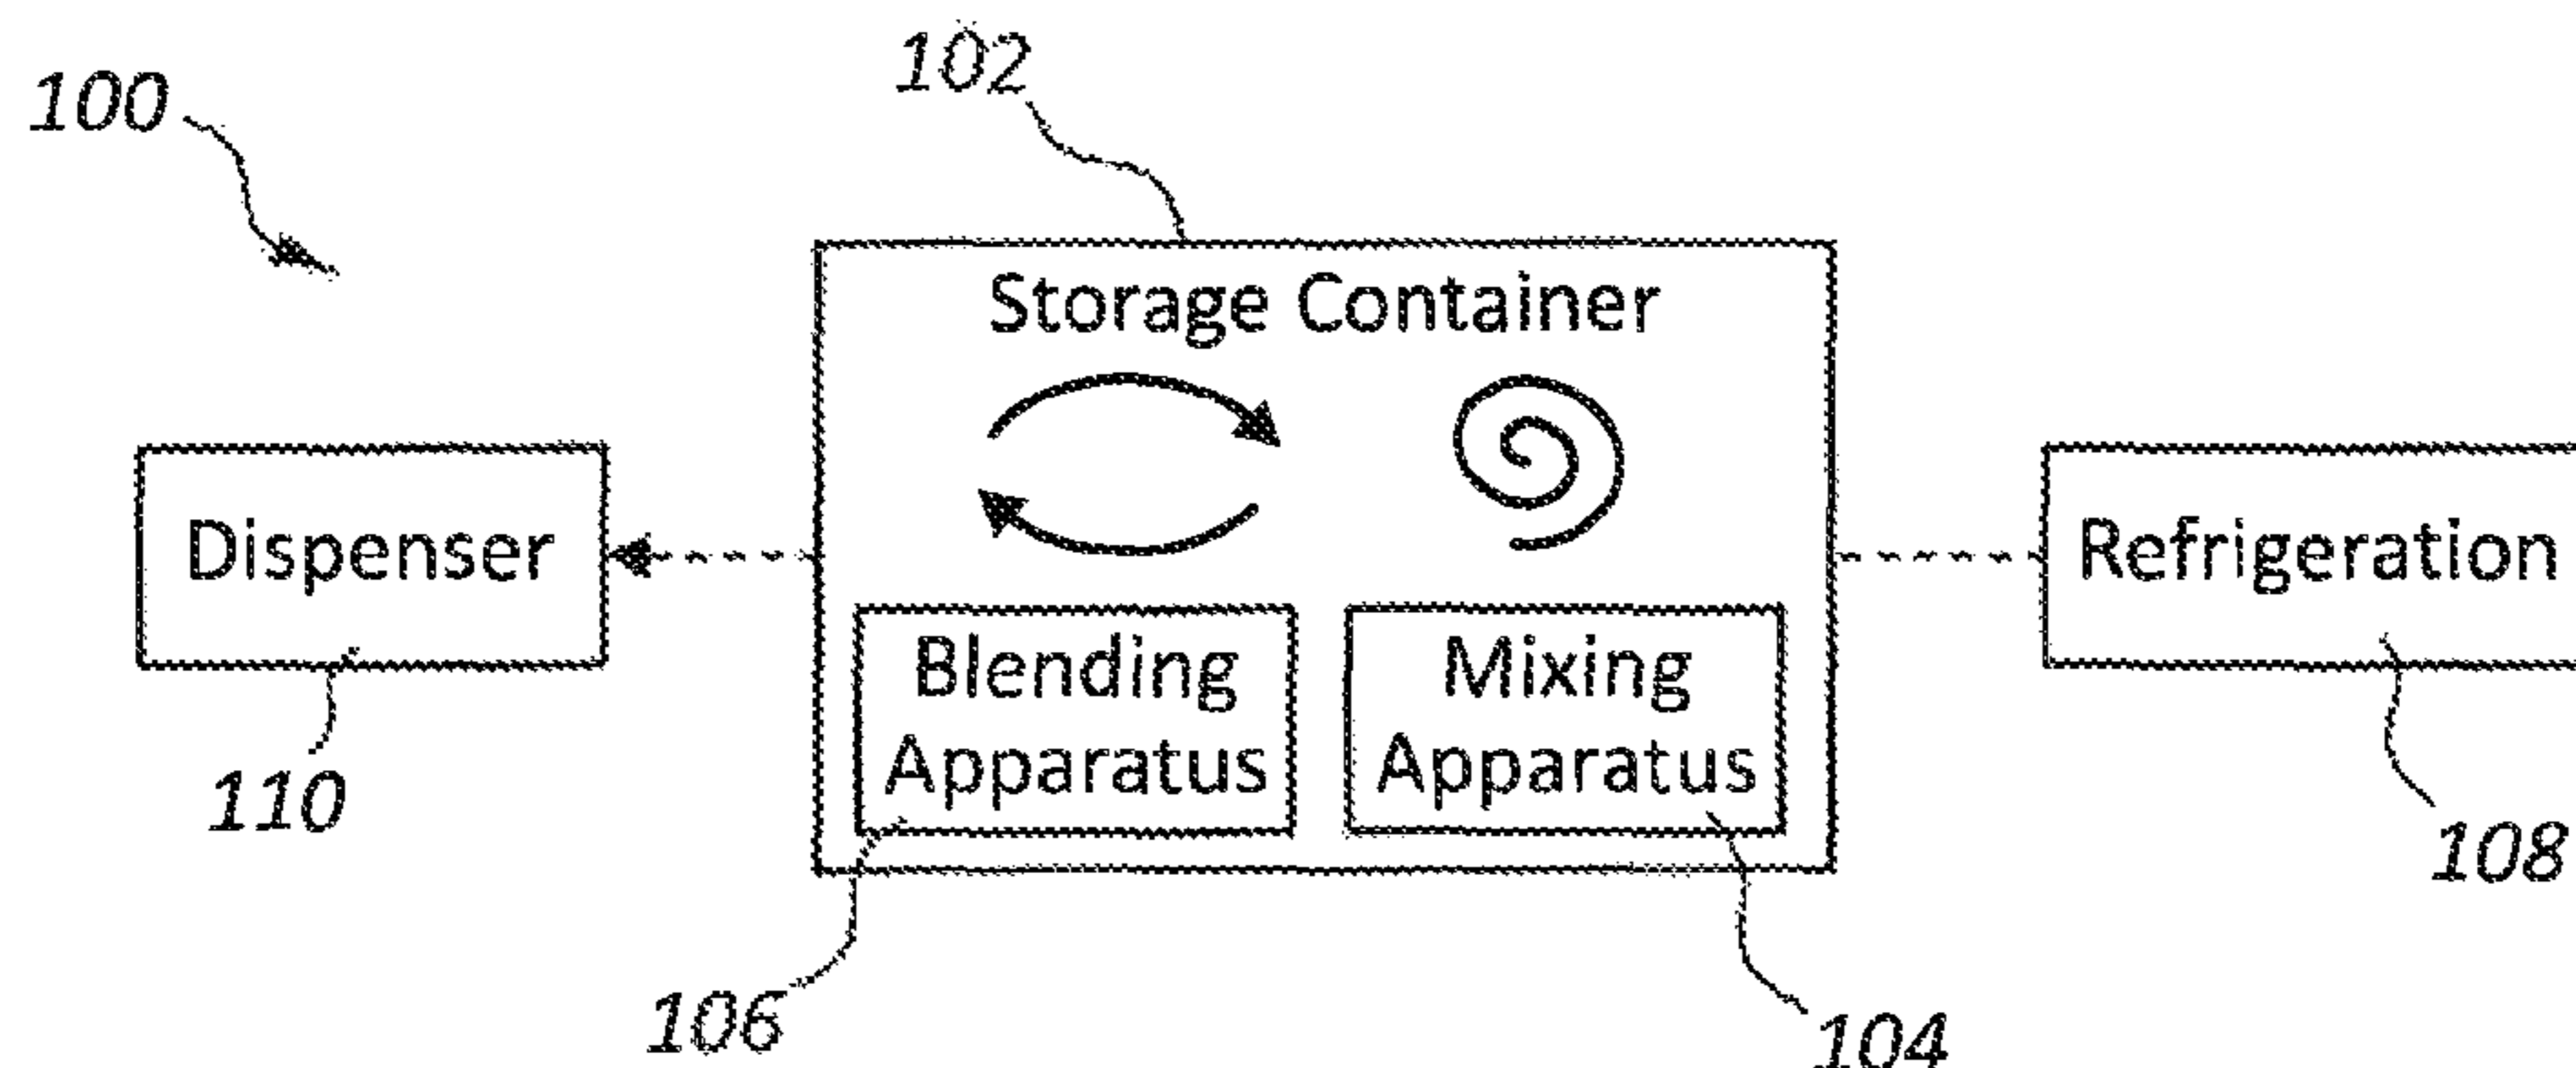 100
102
Storage Container
Dispenser
Refrigeration
Blending
Apparatus
Mixing
Apparatus
110
108
106
104